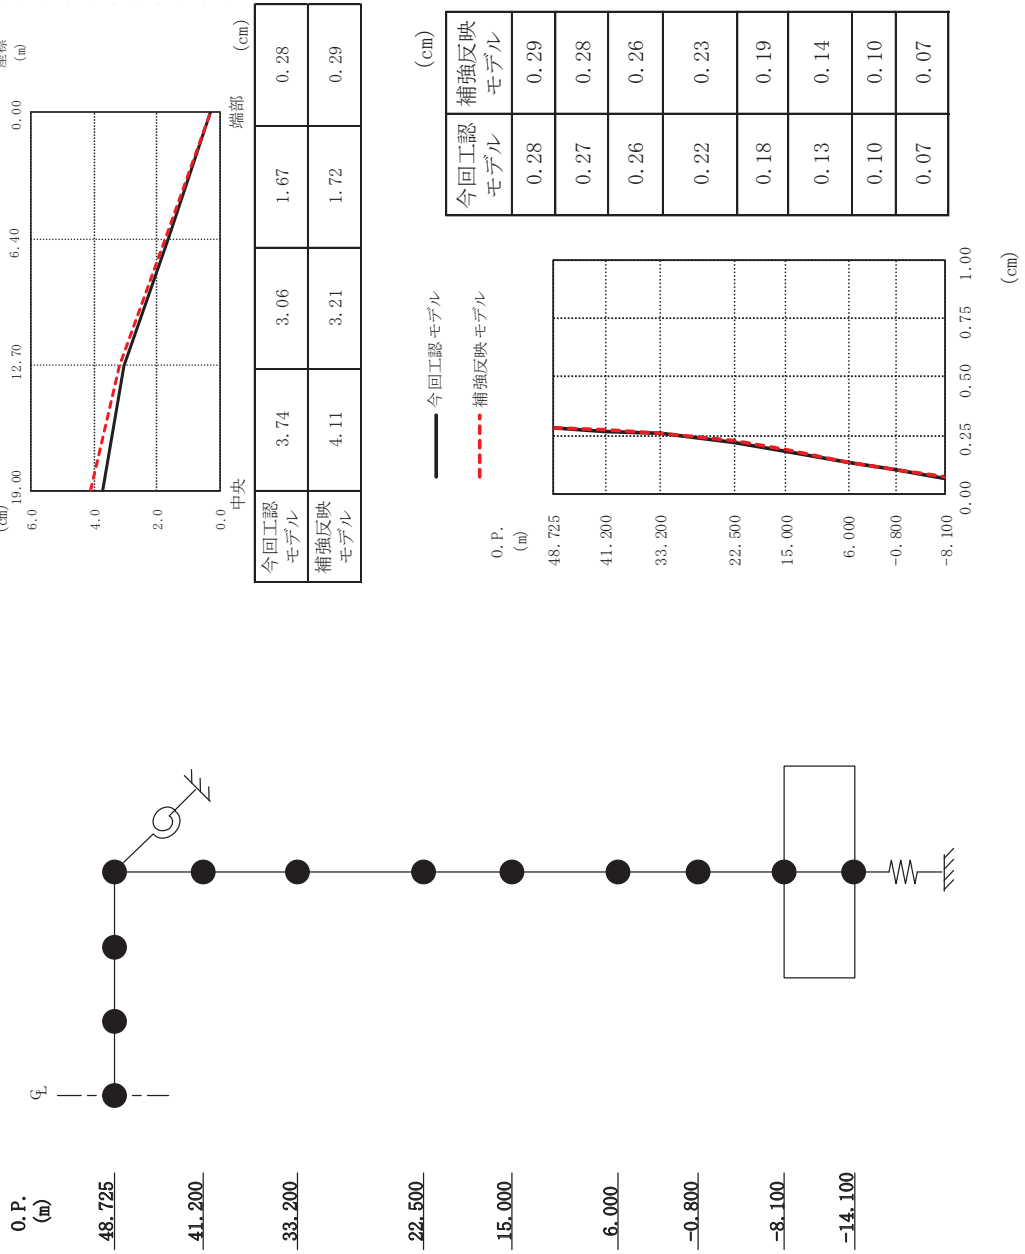 (cm)
6.0
4.0
2.0
0.0
19.00
12.70
6.40
0.00
座標
(m)
中央
端部
(cm)
今回工認
モデル
3.74
3.06
1.67
0.28
補強反映
モデル
4.11
3.21
1.72
0.29
今回工認モデル
補強反映モデル
O.P.
(m)
48.725
41.200
33.200
22.500
15.000
6.000
-0.800
-8.100
0.00
0.25
0.50
0.75
1.00
(cm)
(cm)
今回工認
モデル
補強反映
モデル
0.28
0.29
0.27
0.28
0.26
0.26
0.22
0.23
0.18
0.19
0.13
0.14
0.10
0.10
0.07
0.07
O.P.
(m)
48.725
41.200
33.200
22.500
15.000
6.000
-0.800
-8.100
-14.100
℄